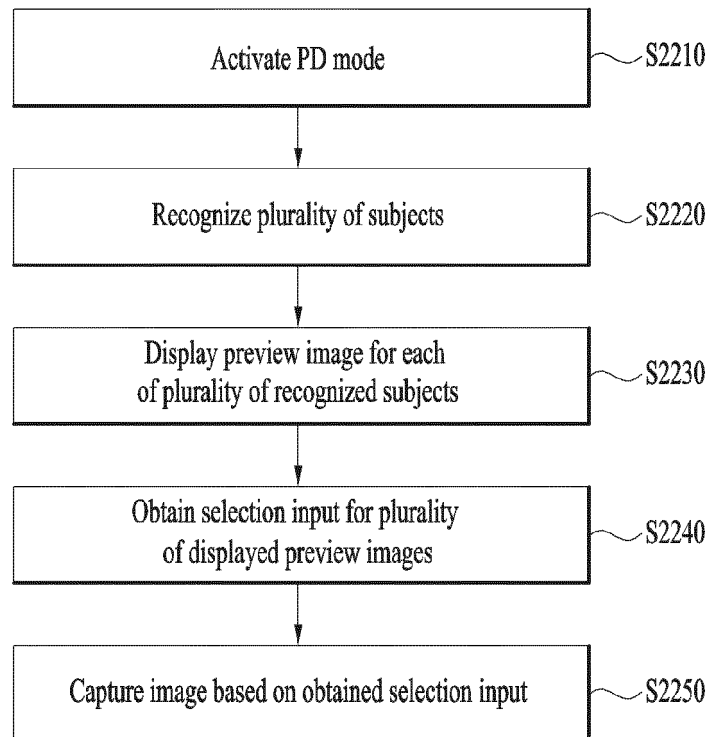 Activate PD mode
S2210
Recognize plurality of subjects
S2220
Display preview image for each
of plurality of recognized subjects
S2230
Obtain selection input for plurality
of displayed preview images
S2240
Capture image based on obtained selection input
S2250